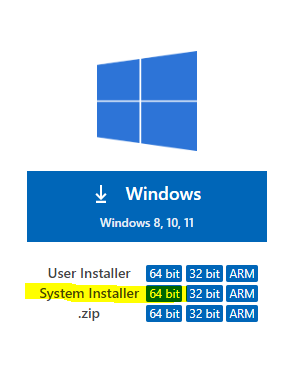 Windows
Windows 8, 10, 11
User Installer 64 bit 32 bit ARM
System Installer 64 bit 32 bit ARM
.zip 64 bit 32 bit ARM